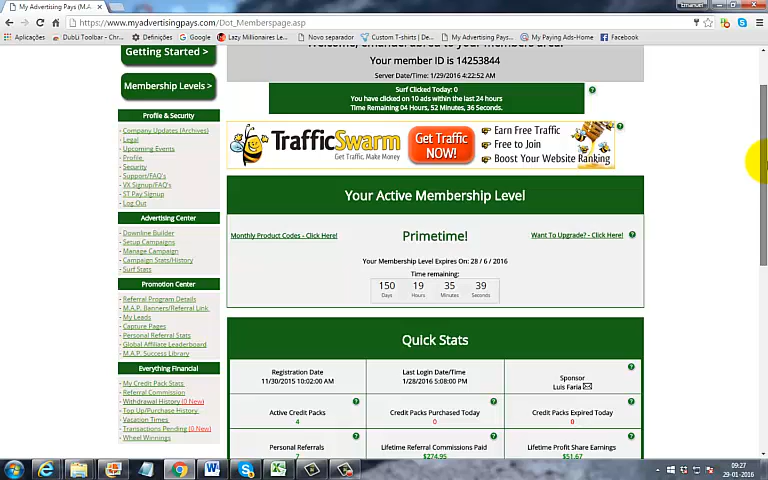 My Advertising Pays (M.A.
Emanuel
https://www.myadvertisingpays.com/Dot_Memberspage.asp
Aplicações
DubLi Toolbar - Chr...
Definições
Google
Lazy Millionaires Le...
Novo separador
Custom T-shirts | De...
My Advertising Pays...
My Paying Ads-Home
Facebook
Getting Started >
Membership Levels >
Profile & Security
- Company Updates (Archives)
- Legal
- Upcoming Events
- Profile
- Security
- Support/FAQ's
- VX Signup/FAQ's
- ST Pay Signup
- Log Out
Advertising Center
- Downline Builder
- Setup Campaigns
- Manage Campaign
- Campaign Stats/History
- Surf Stats
Promotion Center
- Referral Program Details
- M.A.P. Banners/Referral Link
- My Leads
- Capture Pages
- Personal Referral Stats
- Global Affiliate Leaderboard
- M.A.P. Success Library
Everything Financial
- My Credit Pack Stats
- Referral Commission
- Withdrawal History (0 New)
- Top Up/Purchase History
- Vacation Times
- Transactions Pending (0 New)
- Wheel Winnings
Your member ID is 14253844
Server Date/Time: 1/29/2016 4:22:52 AM
Surf Clicked Today: 0
You have clicked on 10 ads within the last 24 hours
Time Remaining 04 Hours, 52 Minutes, 36 Seconds.
TrafficSwarm
Get Traffic. Make Money
Get Traffic NOW!
Earn Free Traffic
Free to Join
Boost Your Website Ranking
Your Active Membership Level
Monthly Product Codes - Click Here!
Primetime!
Want To Upgrade? - Click Here!
Your Membership Level Expires On: 28 / 6 / 2016
Time remaining:
150 19 35 39
Days Hours Minutes Seconds
Quick Stats
Registration Date
11/30/2015 10:02:00 AM
Last Login Date/Time
1/28/2016 5:08:00 PM
Sponsor
Luis Faria
Active Credit Packs
4
Credit Packs Purchased Today
0
Credit Packs Expired Today
0
Personal Referrals
7
Lifetime Referral Commissions Paid
$274.95
Lifetime Profit Share Earnings
$51.67
09:27
29-01-2016